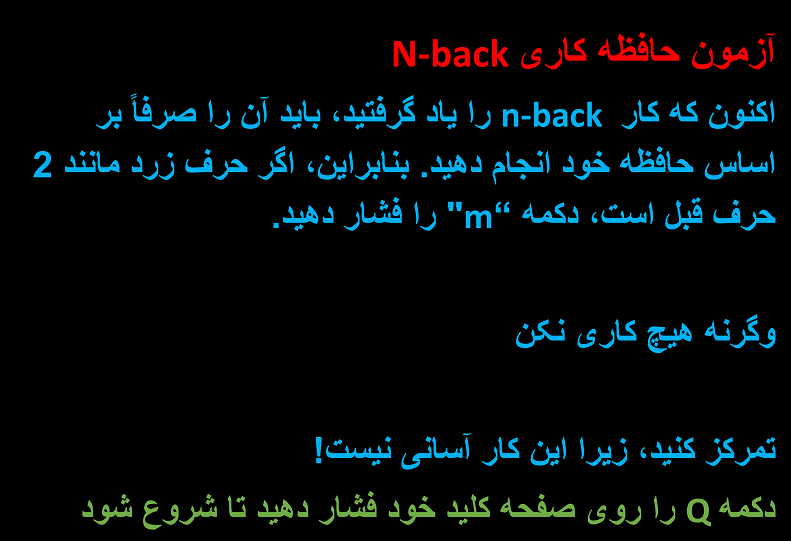 آزمون حافظه کاری N-back
اکنون که کار n-back را یاد گرفتید، باید آن را صرفاً بر
اساس حافظه خود انجام دهید. بنابراین، اگر حرف زرد مانند 2
حرف قبل است، دکمه “m" را فشار دهید.
وگرنه هیچ کاری نکن
تمرکز کنید، زیرا این کار آسانی نیست!
دکمه Q را روی صفحه کلید خود فشار دهید تا شروع شود